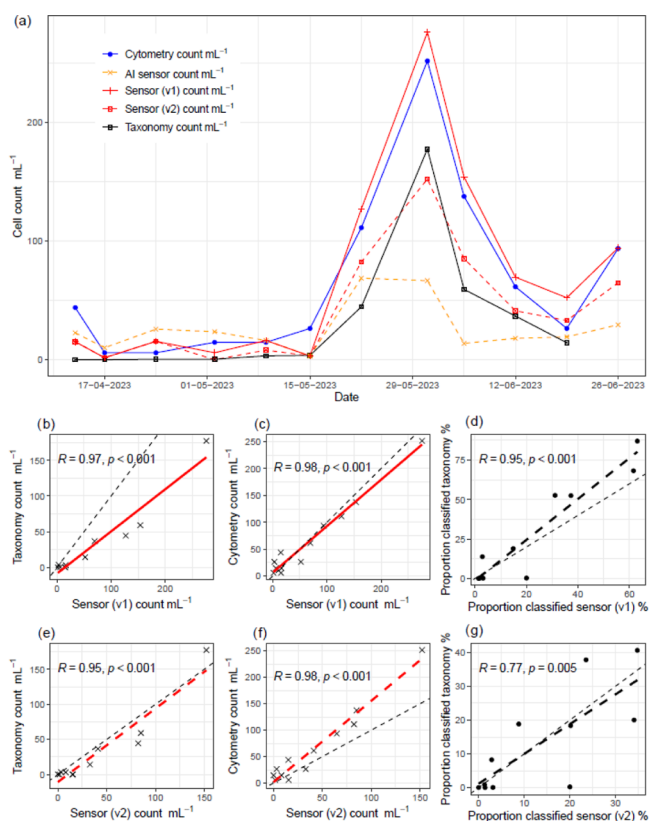 (a)
Cytometry count mL⁻¹
AI sensor count mL⁻¹
Sensor (v1) count mL⁻¹
Sensor (v2) count mL⁻¹
Taxonomy count mL⁻¹
Cell count mL⁻¹
200
100
0
17-04-2023 01-05-2023 15-05-2023 29-05-2023 12-06-2023 26-06-2023
Date
(b)
R = 0.97, p < 0.001
Taxonomy count mL⁻¹
175
150
125
100
75
50
25
0
0 100 200
Sensor (v1) count mL⁻¹
(c)
R = 0.98, p < 0.001
Cytometry count mL⁻¹
250
200
150
100
50
0
0 100 200
Sensor (v1) count mL⁻¹
(d)
R = 0.95, p < 0.001
Proportion classified taxonomy %
75
50
25
0
0 20 40 60
Proportion classified sensor (v1) %
(e)
R = 0.95, p < 0.001
Taxonomy count mL⁻¹
175
150
125
100
75
50
25
0
0 50 100 150
Sensor (v2) count mL⁻¹
(f)
R = 0.98, p < 0.001
Cytometry count mL⁻¹
250
200
150
100
50
0
0 50 100 150
Sensor (v2) count mL⁻¹
(g)
R = 0.77, p = 0.005
Proportion classified taxonomy %
40
30
20
10
0
0 10 20 30
Proportion classified sensor (v2) %